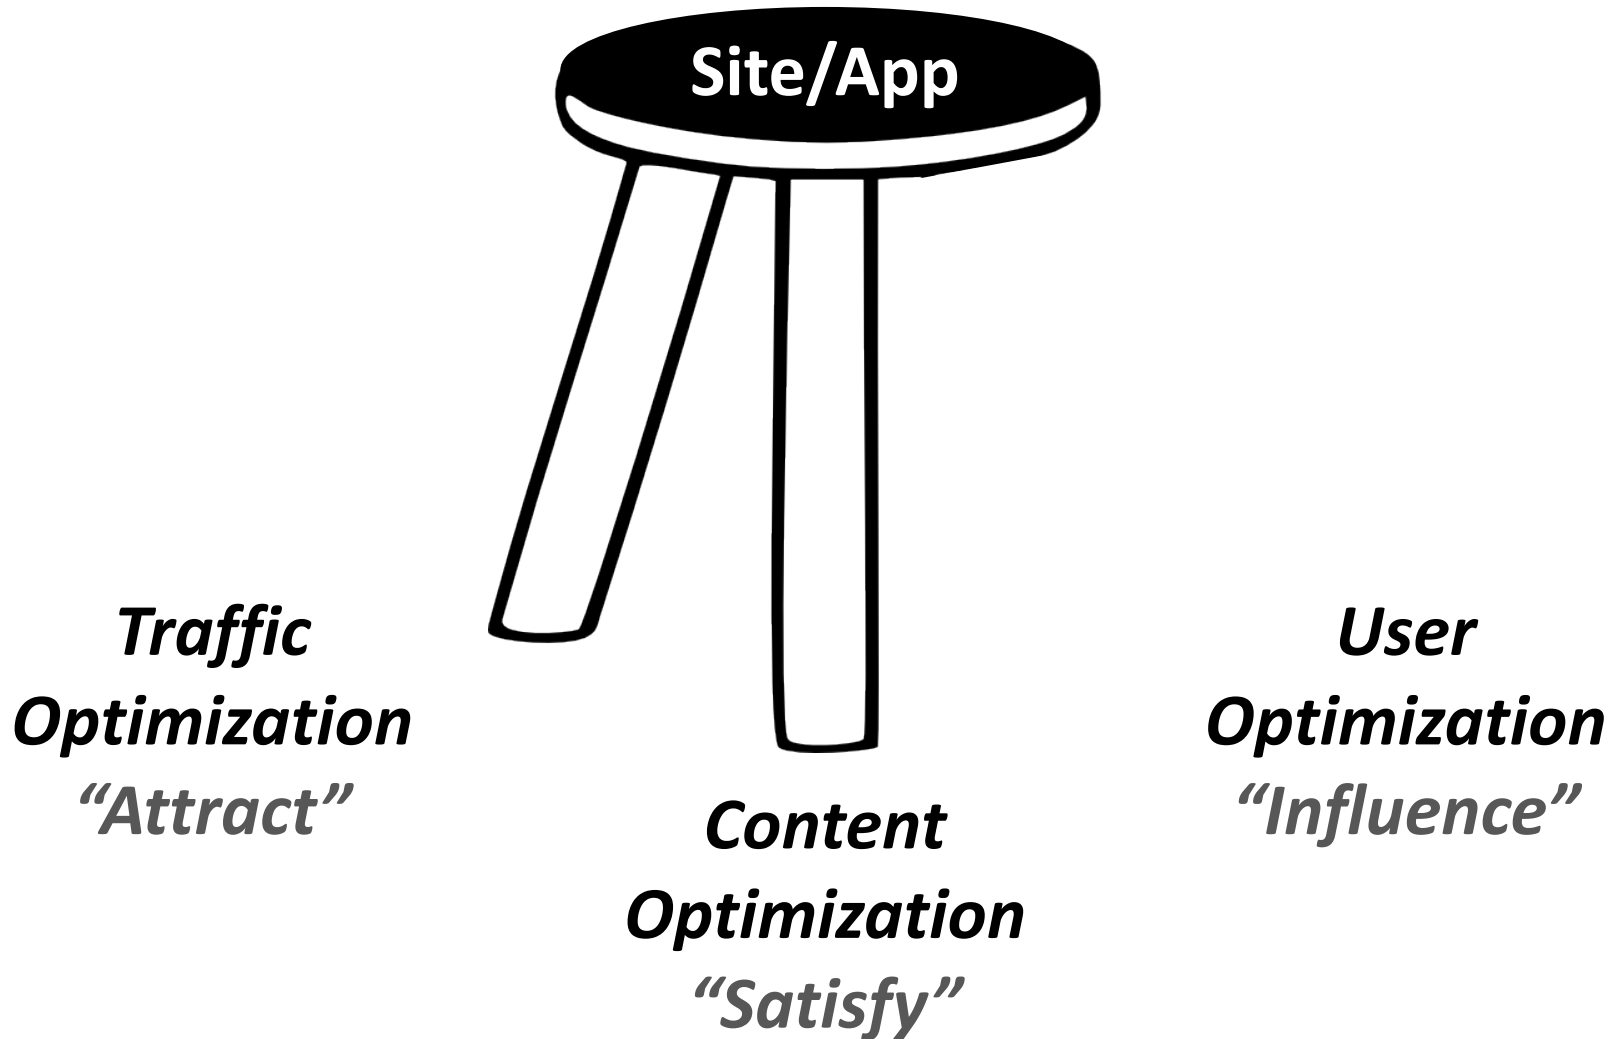 Site/App
Traffic
Optimization
“Attract”
Content
Optimization
“Satisfy”
User
Optimization
“Influence”